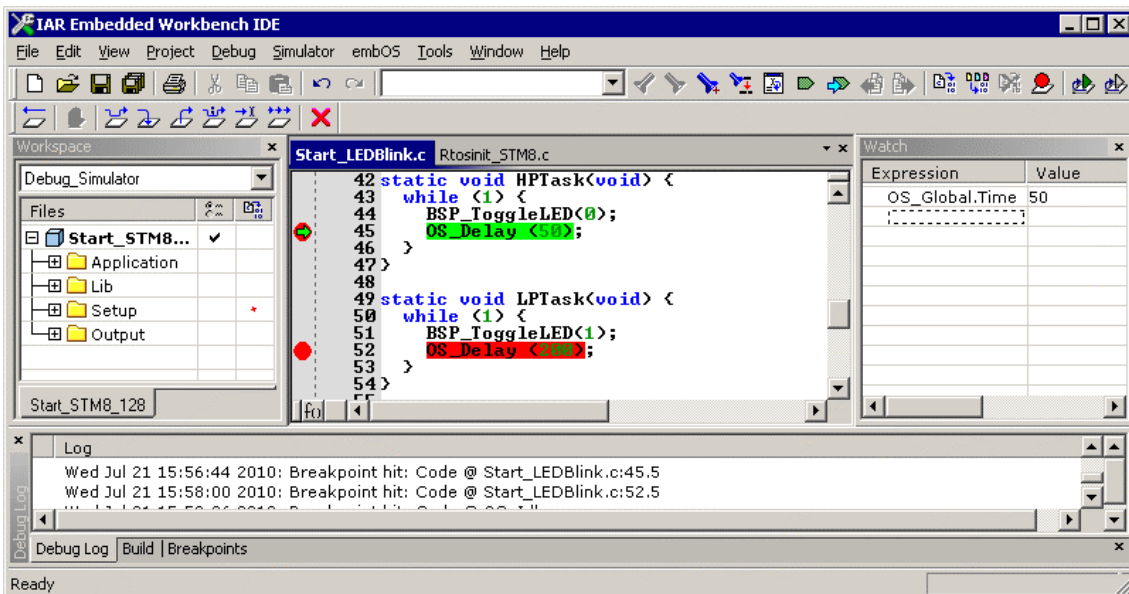 IAR Embedded Workbench IDE
File Edit View Project Debug Simulator embOS Tools Window Help
Workspace
Debug_Simulator
Files
Start_STM8...
Application
Lib
Setup
Output
Start_STM8_128
Start_LEDBlink.c Rtosinit_STM8.c
42 static void HPTask(void) {
43 while (1) {
44 BSP_ToggleLED(0);
45 OS_Delay (50);
46 }
47 }
48
49 static void LPTask(void) {
50 while (1) {
51 BSP_ToggleLED(1);
52 OS_Delay (200);
53 }
54 }
Watch
Expression Value
OS_Global.Time 50
Log
Wed Jul 21 15:56:44 2010: Breakpoint hit: Code @ Start_LEDBlink.c:45.5
Wed Jul 21 15:58:00 2010: Breakpoint hit: Code @ Start_LEDBlink.c:52.5
Debug Log
Debug Log Build | Breakpoints
Ready